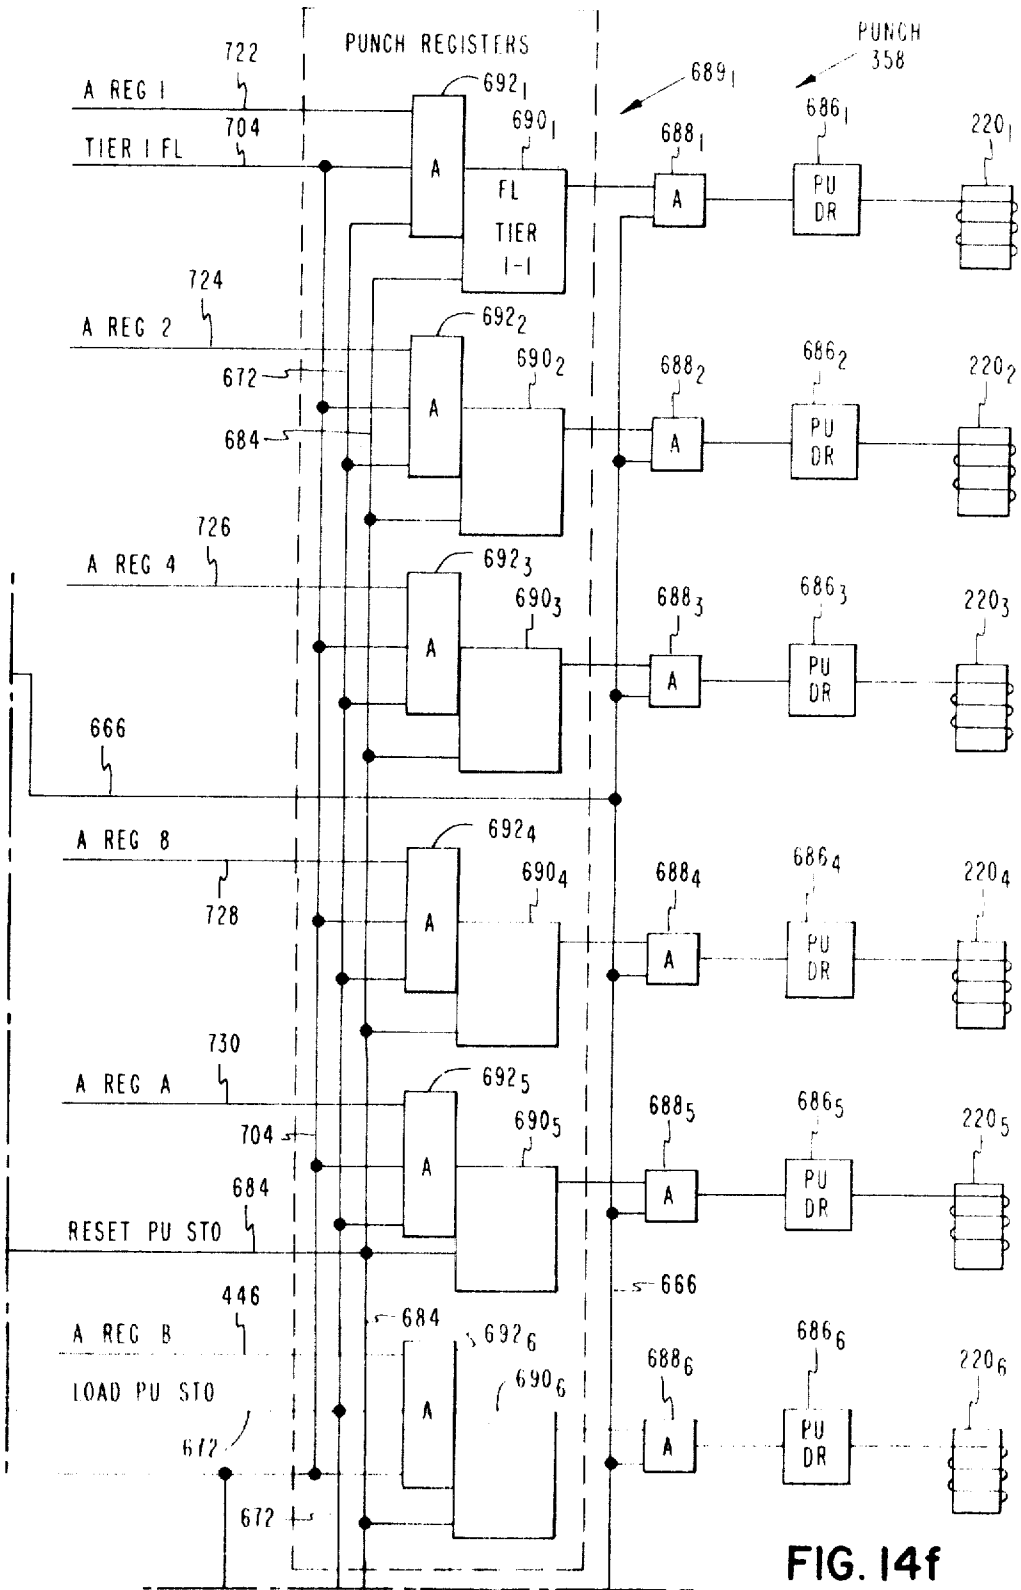 PUNCH REGISTERS
PUNCH
358
722
692₁
689₁
A REG 1
704
690₁
686₁
688₁
220₁
TIER 1 FL
A
FL
TIER
1-1
A
PU
DR
724
692₂
A REG 2
690₂
688₂
686₂
220₂
672
A
684
A
PU
DR
726
692₃
A REG 4
690₃
688₃
686₃
220₃
A
A
PU
DR
666
692₄
A REG 8
690₄
688₄
686₄
220₄
728
A
A
PU
DR
730
692₅
A REG A
690₅
688₅
686₅
220₅
704
A
A
PU
DR
684
RESET PU STO
446
684
666
A REG B
692₆
690₆
688₆
686₆
220₆
LOAD PU STO
A
A
PU
DR
672
672
FIG. 14f